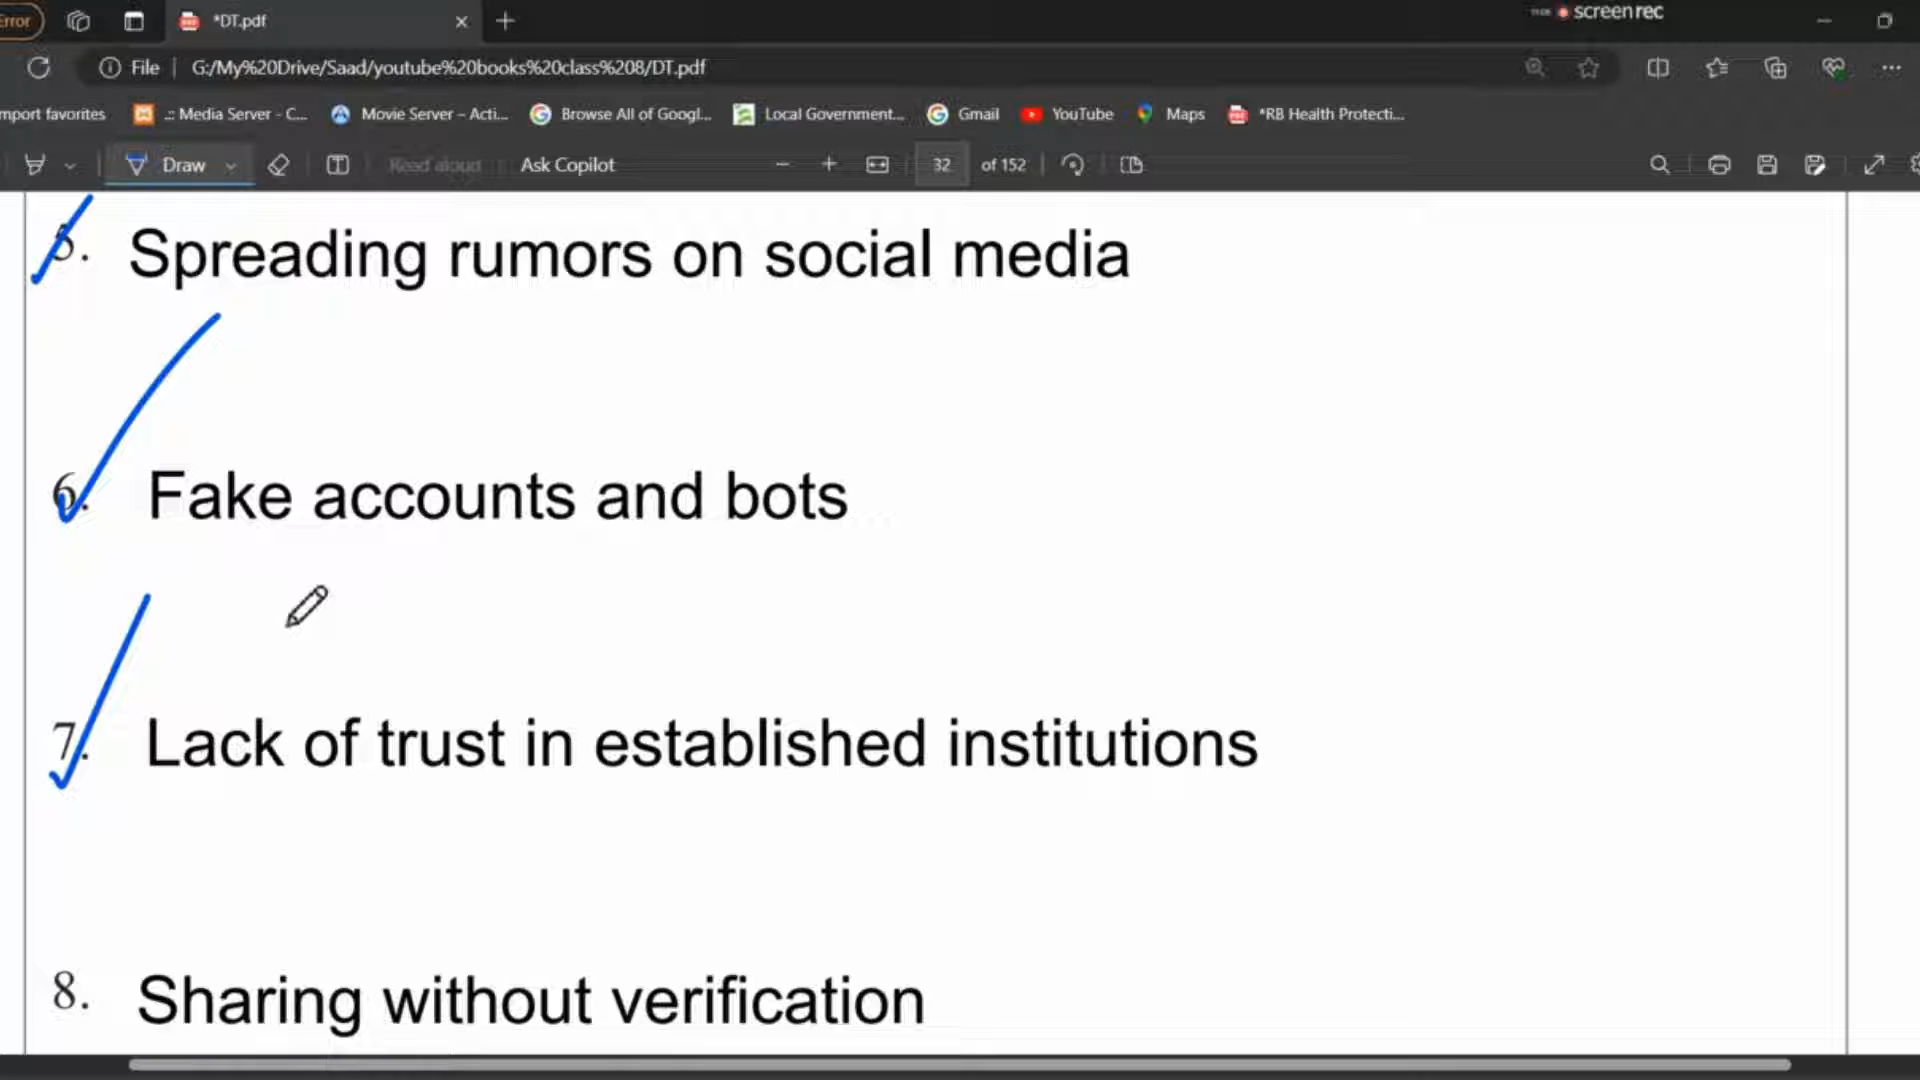 Error
*DT.pdf
screenrec
File
G:/My%20Drive/Saad/youtube%20books%20class%208/DT.pdf
mport favorites
.:: Media Server - C...
Movie Server – Acti...
Browse All of Googl...
Local Government...
Gmail
YouTube
Maps
*RB Health Protecti...
Draw
Read aloud
Ask Copilot
32
of 152
5. Spreading rumors on social media
6. Fake accounts and bots
7. Lack of trust in established institutions
8. Sharing without verification